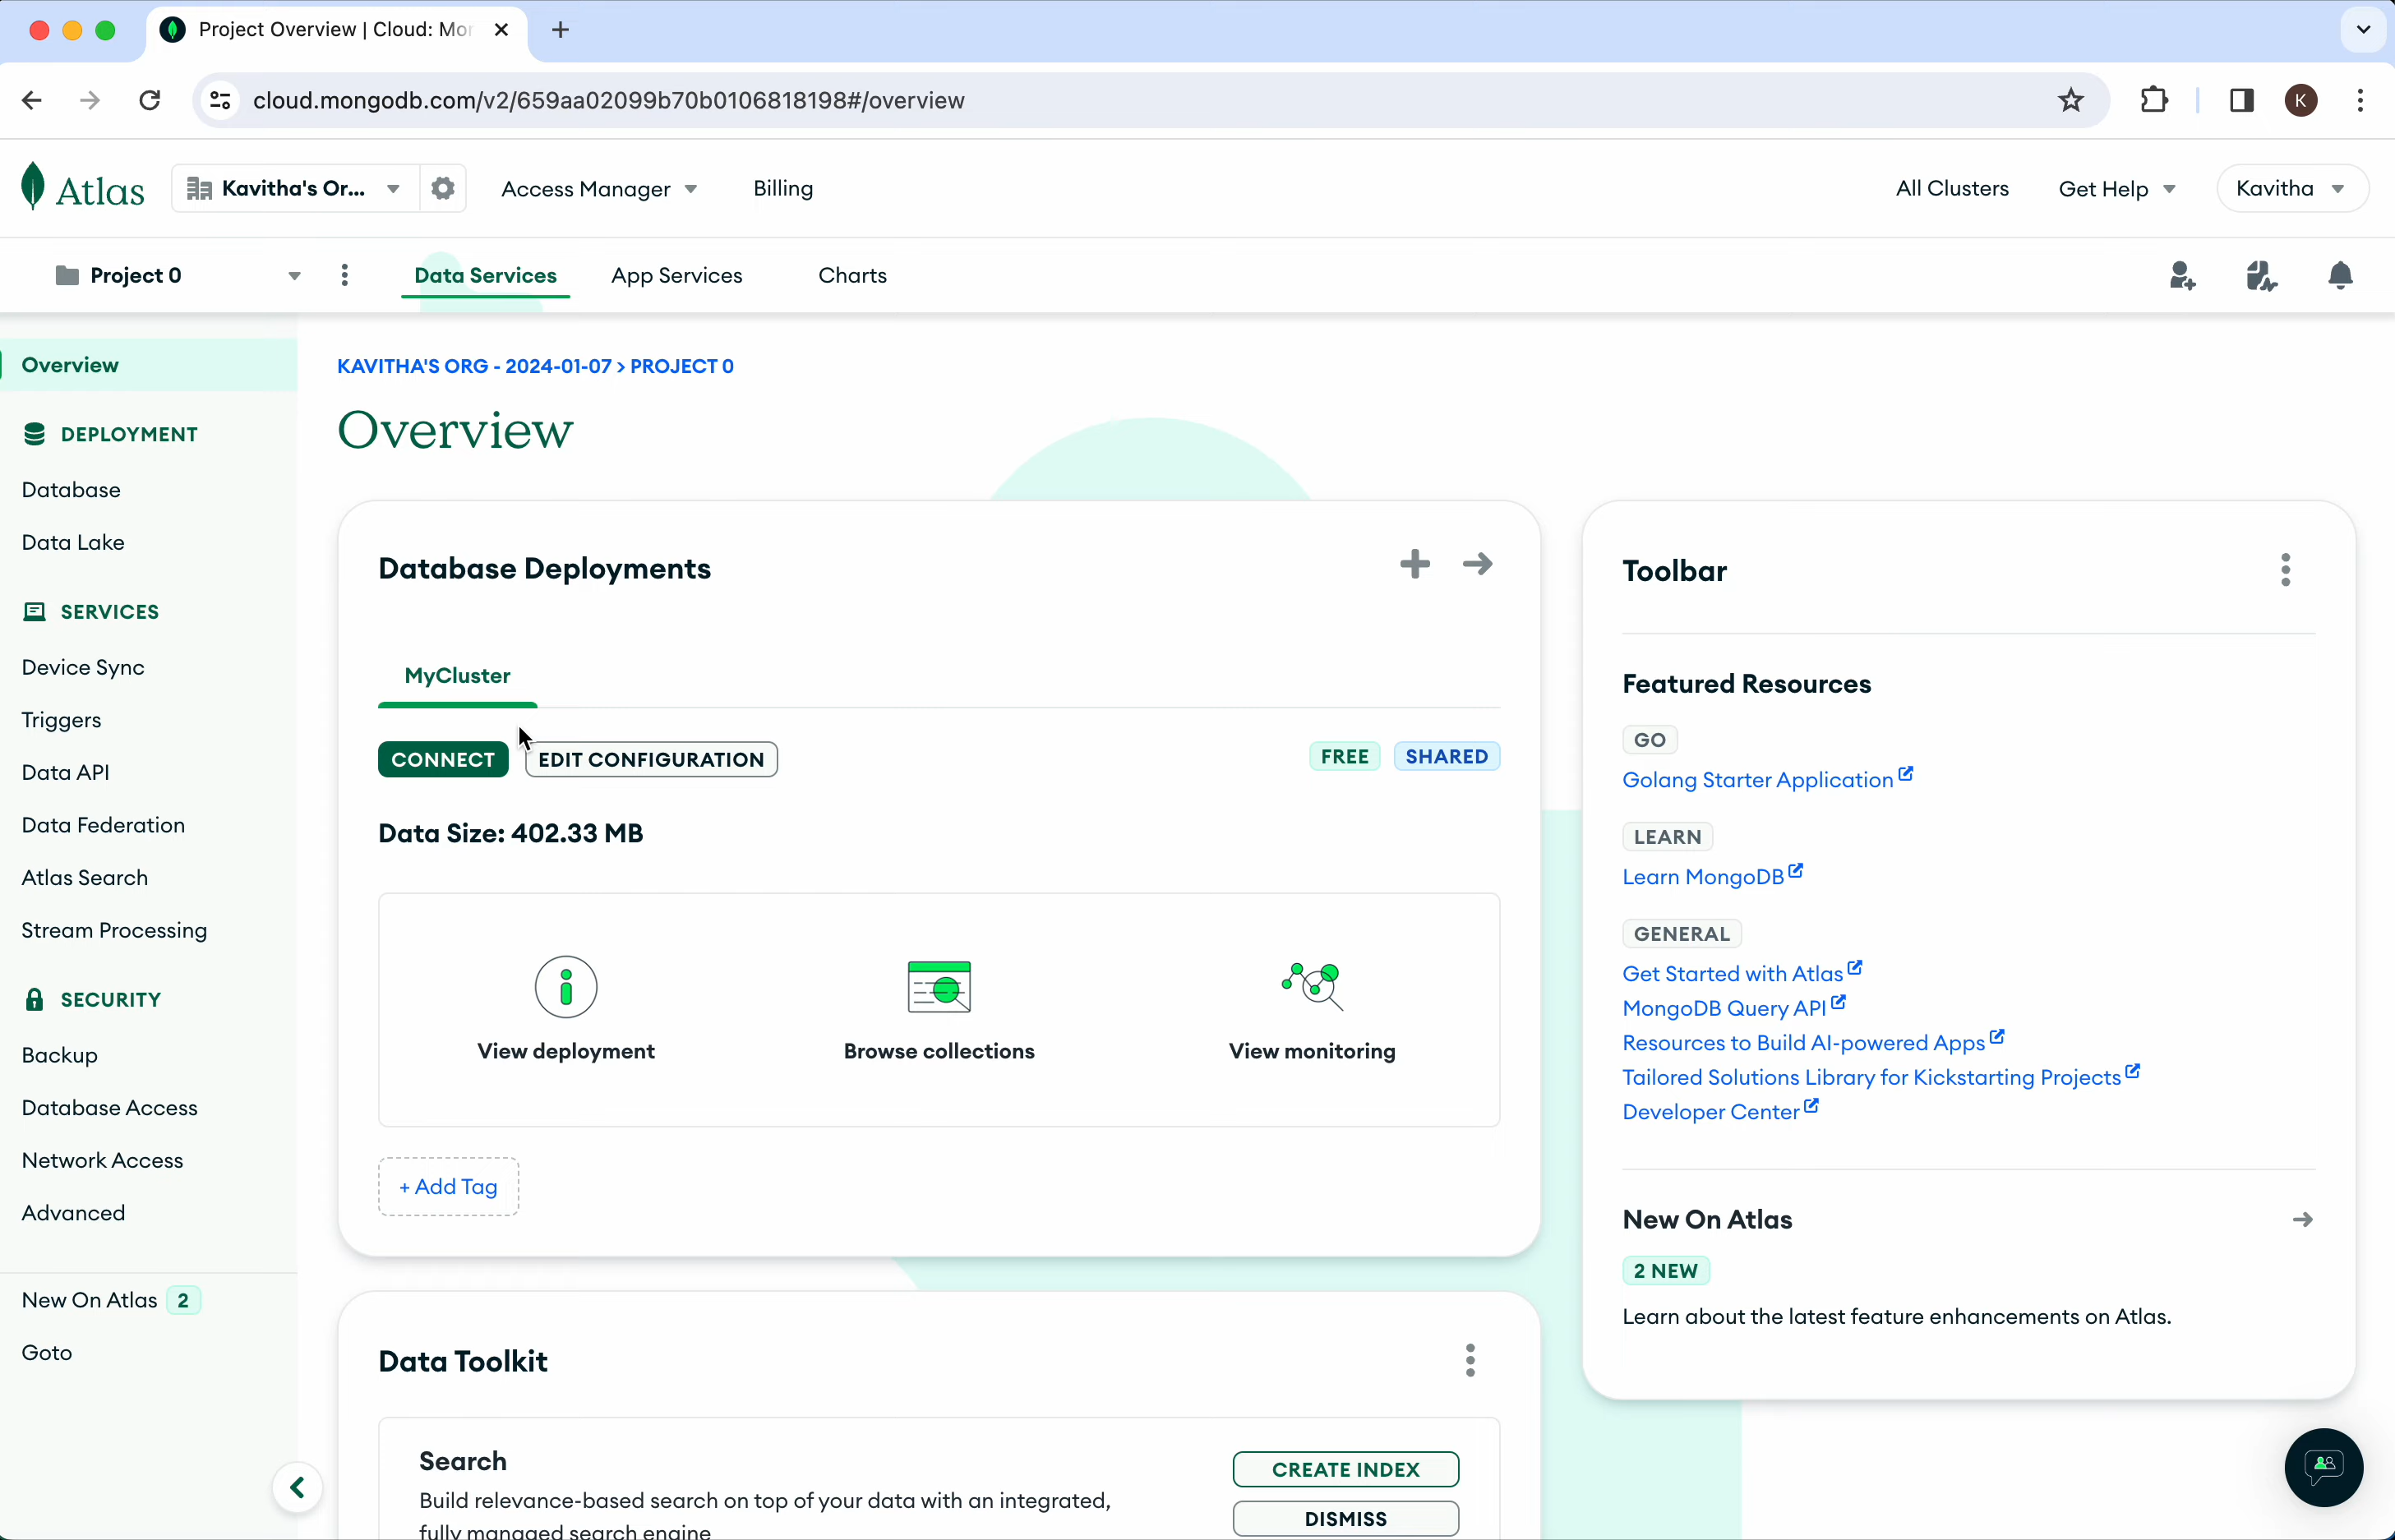 Project Overview | Cloud: Mon
cloud.mongodb.com/v2/659aa02099b70b0106818198#/overview
K
Atlas
Kavitha's Or...
Access Manager
Billing
All Clusters
Get Help
Kavitha
Project 0
Data Services
App Services
Charts
Overview
DEPLOYMENT
Database
Data Lake
SERVICES
Device Sync
Triggers
Data API
Data Federation
Atlas Search
Stream Processing
SECURITY
Backup
Database Access
Network Access
Advanced
New On Atlas 2
Goto
KAVITHA'S ORG - 2024-01-07 > PROJECT 0
Overview
Database Deployments
MyCluster
CONNECT
EDIT CONFIGURATION
FREE
SHARED
Data Size: 402.33 MB
View deployment
Browse collections
View monitoring
+ Add Tag
Data Toolkit
Search
Build relevance-based search on top of your data with an integrated,
fully managed search engine
CREATE INDEX
DISMISS
Toolbar
Featured Resources
GO
Golang Starter Application
LEARN
Learn MongoDB
GENERAL
Get Started with Atlas
MongoDB Query API
Resources to Build AI-powered Apps
Tailored Solutions Library for Kickstarting Projects
Developer Center
New On Atlas
2 NEW
Learn about the latest feature enhancements on Atlas.